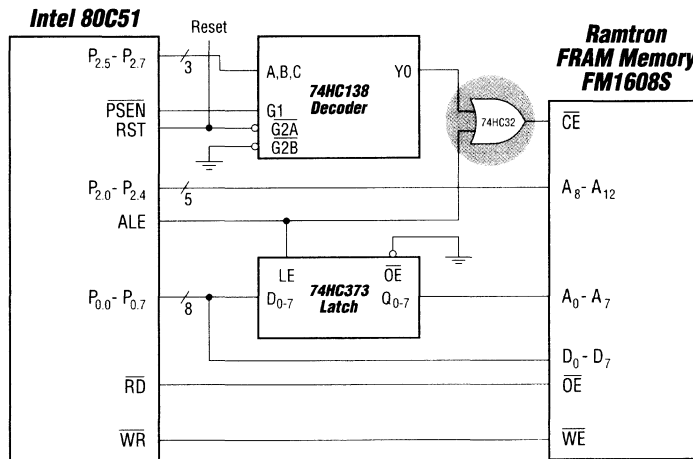 Intel 80C51
Reset
Ramtron
FRAM Memory
FM1608S
P2.5- P2.7
3
A,B,C
74HC138
Decoder
Y0
PSEN
G1
RST
G2A
G2B
74HC32
CE
P2.0- P2.4
5
A8 - A12
ALE
LE
OE
P0.0- P0.7
8
D0-7
74HC373
Latch
Q0-7
A0 - A7
D0 - D7
RD
OE
WR
WE